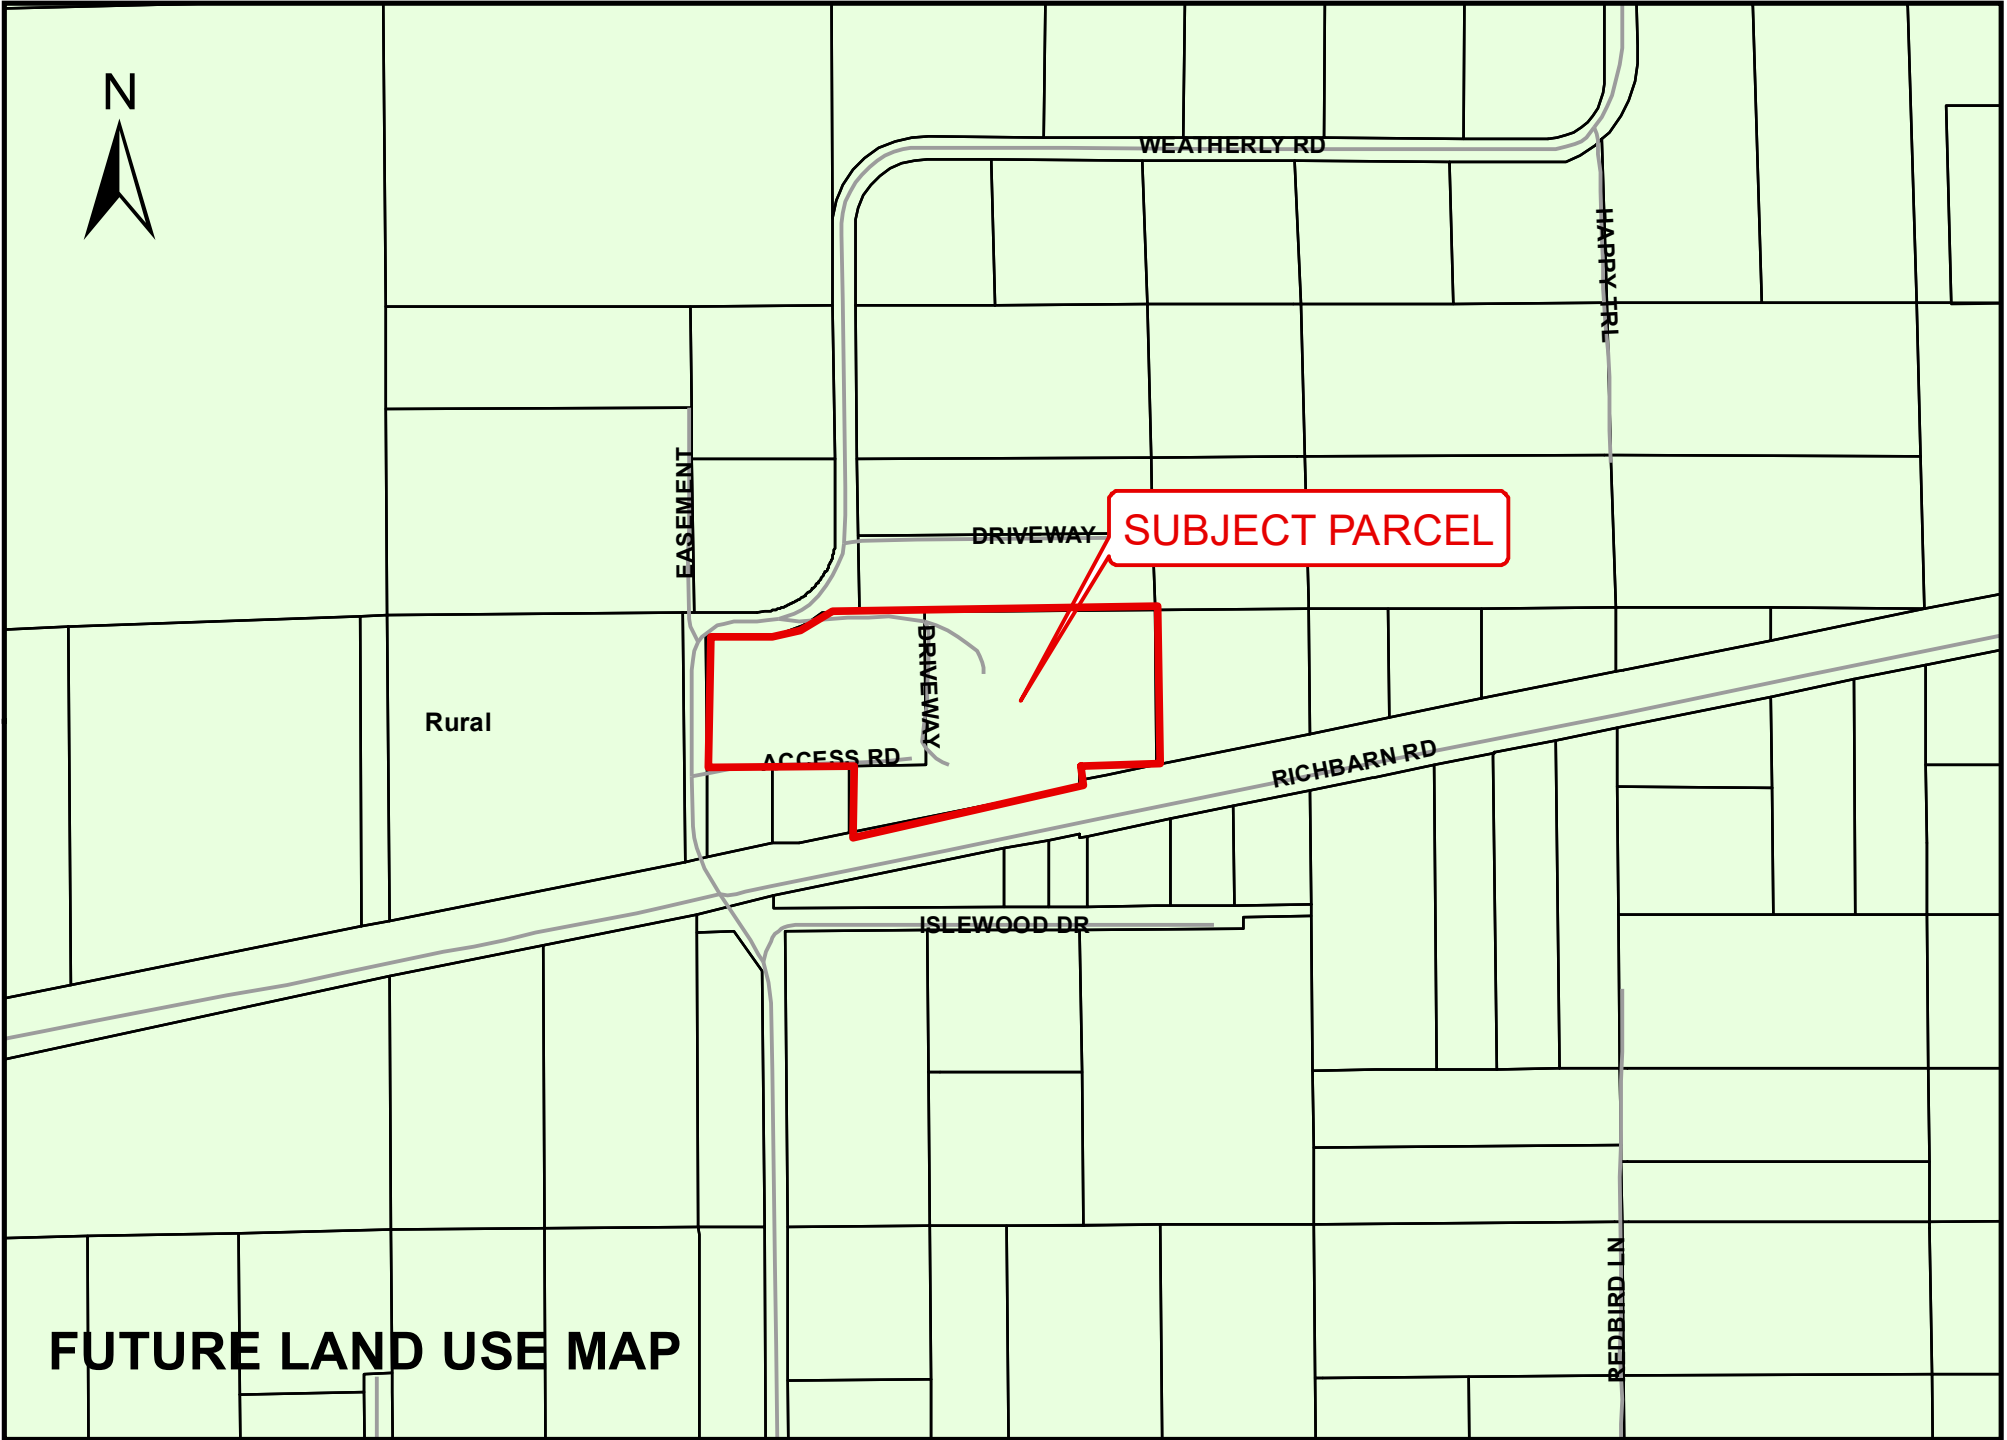 N
WEATHERLY RD
HAPPY TRL
EASEMENT
DRIVEWAY
SUBJECT PARCEL
DRIVEWAY
Rural
ACCESS RD
RICHBARN RD
ISLEWOOD DR
REDBIRD LN
FUTURE LAND USE MAP